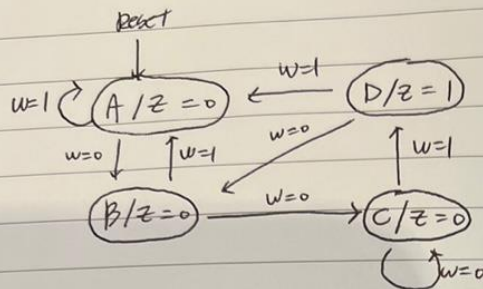 Reset
w=1
w=1 A/z=0 D/z=1
w=0
w=0 w=1 w=1
w=0
B/z=0 C/z=0
w=0